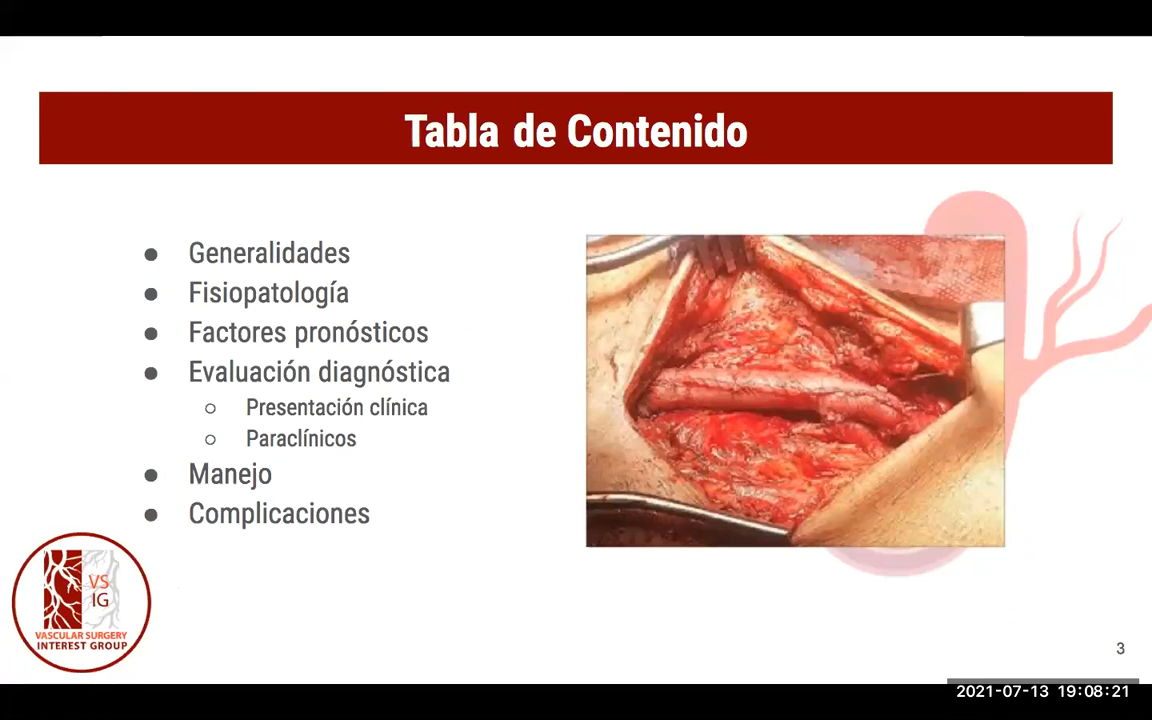 Tabla de Contenido
● Generalidades
● Fisiopatología
● Factores pronósticos
● Evaluación diagnóstica
○ Presentación clínica
○ Paraclínicos
● Manejo
● Complicaciones
VS
IG
VASCULAR SURGERY
INTEREST GROUP
3
2021-07-13 19:08:21